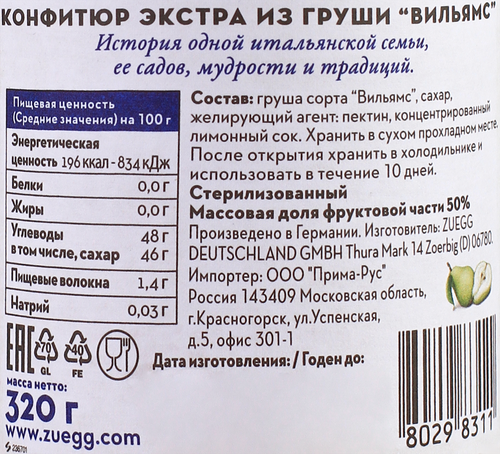 КОНФИТЮР ЭКСТРА ИЗ ГРУШИ "ВИЛЬЯМС"
История одной итальянской семьи,
ее садов, мудрости и традиций.
Пищевая ценность
(Средние значения) на 100 г
Энергетическая
ценность 196 ккал - 834 кДж
Белки 0,0 г
Жиры 0,0 г
Углеводы 48 г
в том числе, сахар 46 г
Пищевые волокна 1,4 г
Натрий 0,03 г
Состав: груша сорта "Вильямс", сахар,
желирующий агент: пектин, концентрированный
лимонный сок. Хранить в сухом прохладном месте.
После открытия хранить в холодильнике и
использовать в течение 10 дней.
Стерилизованный
Массовая доля фруктовой части 50%
Произведено в Германии. Изготовитель: ZUEGG
DEUTSCHLAND GMBH Thura Mark 14 Zoerbig (D) 06780.
Импортер: ООО "Прима-Рус"
Россия 143409 Московская область,
г.Красногорск, ул.Успенская,
д.5, офис 301-1
Дата изготовления: / Годен до:
EAC 70 GL 40 FE
масса нетто:
320 г
www.zuegg.com
236701
8029 8311